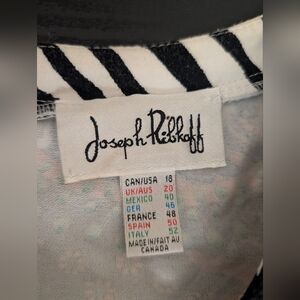 Joseph Ribkoff
CAN/USA 18
UK/AUS 20
MEXICO 40
GER 46
FRANCE 48
SPAIN 50
ITALY 52
MADE IN/FAIT AU
CANADA